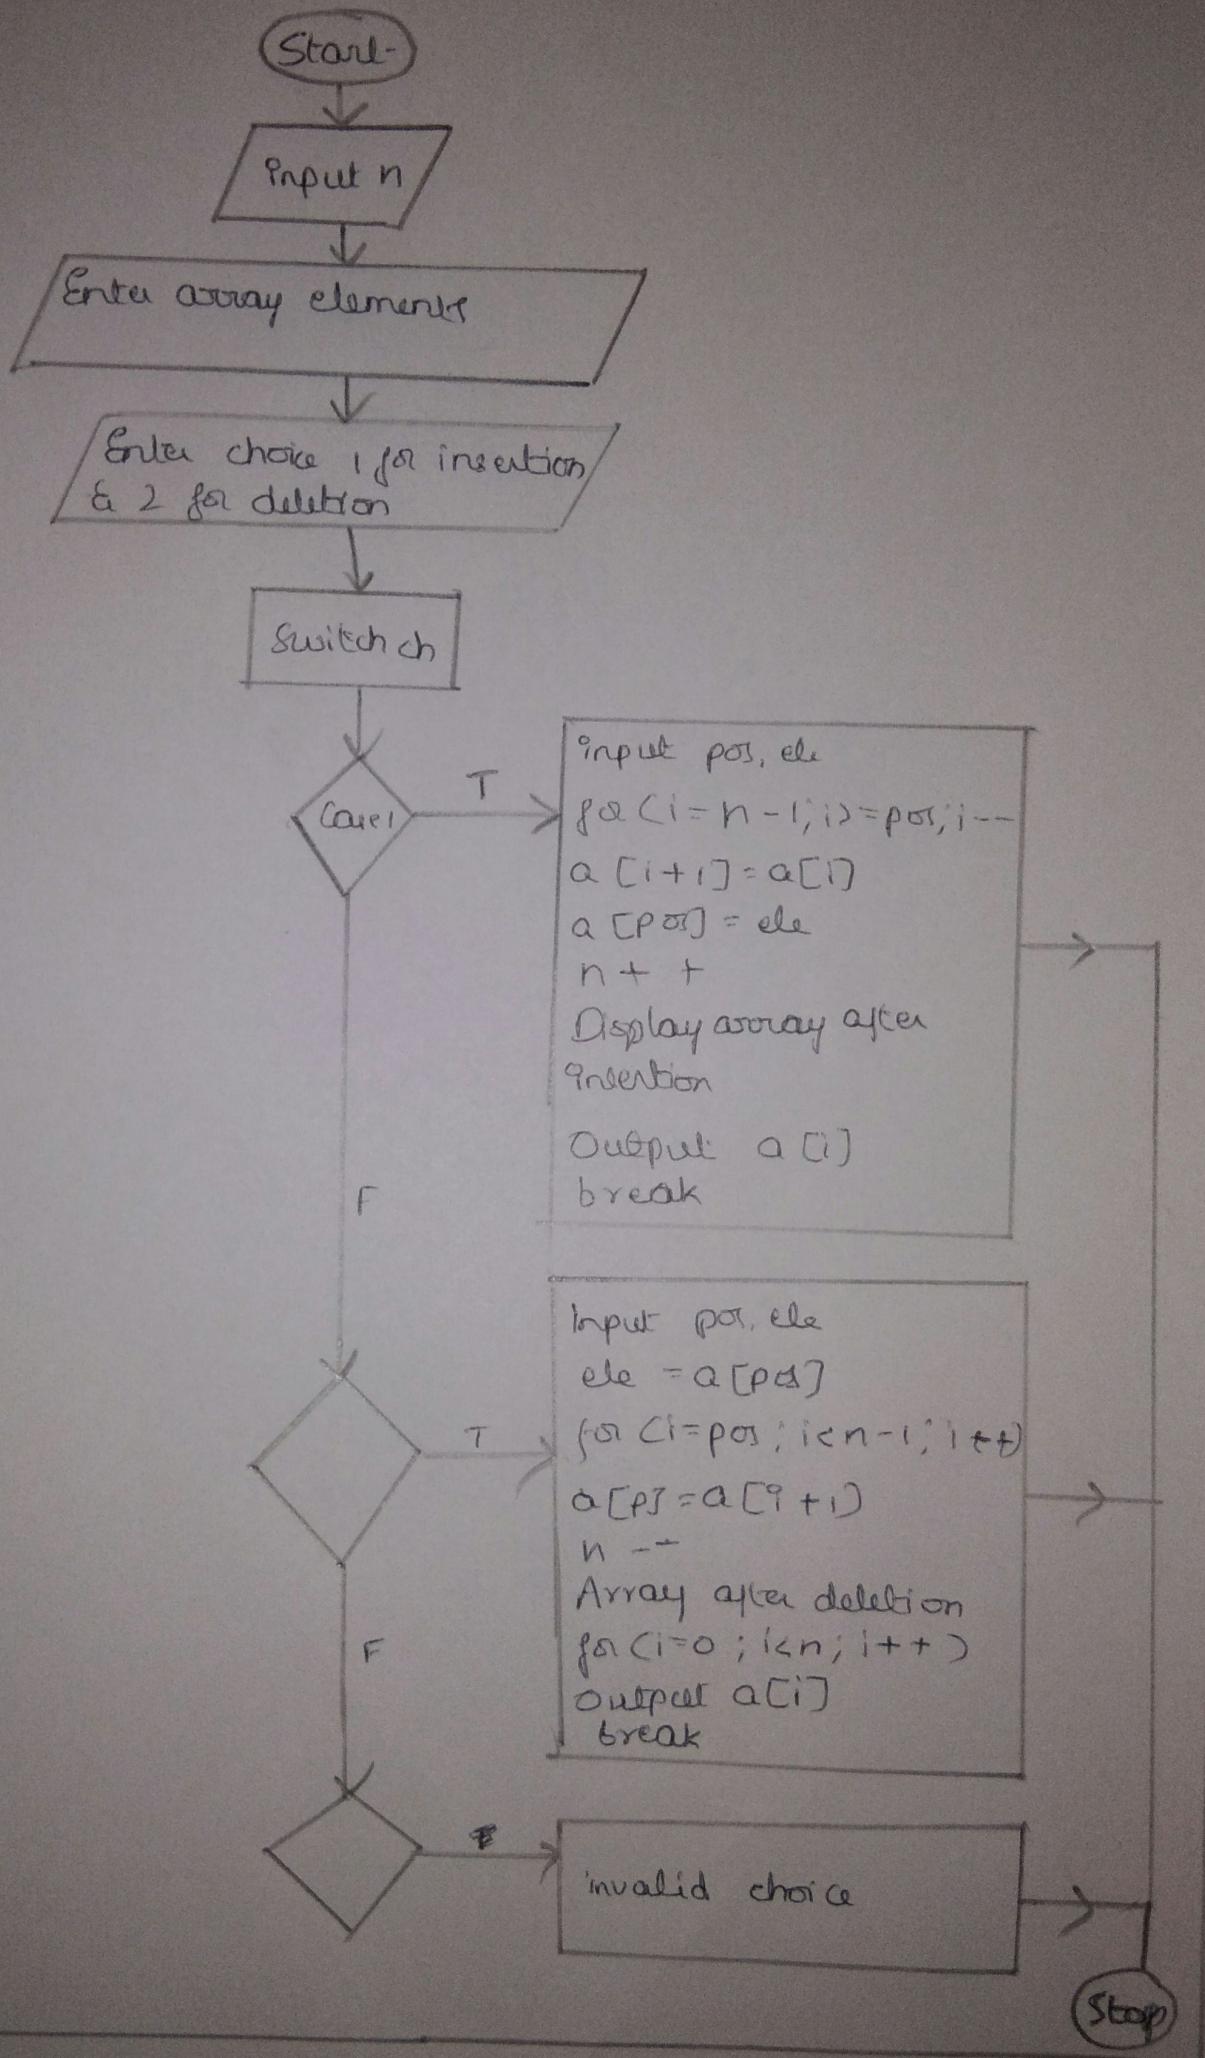 Start
Input n
Enter array elements
Enter choice 1 for insertion
& 2 for deletion
Switch ch
Case1
T
input pos, ele
for (i=n-1; i>=pos; i--
a[i+1]=a[i]
a[pos] = ele
n++
Display array after
insertion
Output a[i]
break
F
Input pos, ele
ele = a[pos]
for (i=pos; i<n-1; i++)
a[p]=a[i+1]
n--
Array after deletion
for (i=0; i<n; i++)
output a[i]
break
T
F
invalid choice
Stop